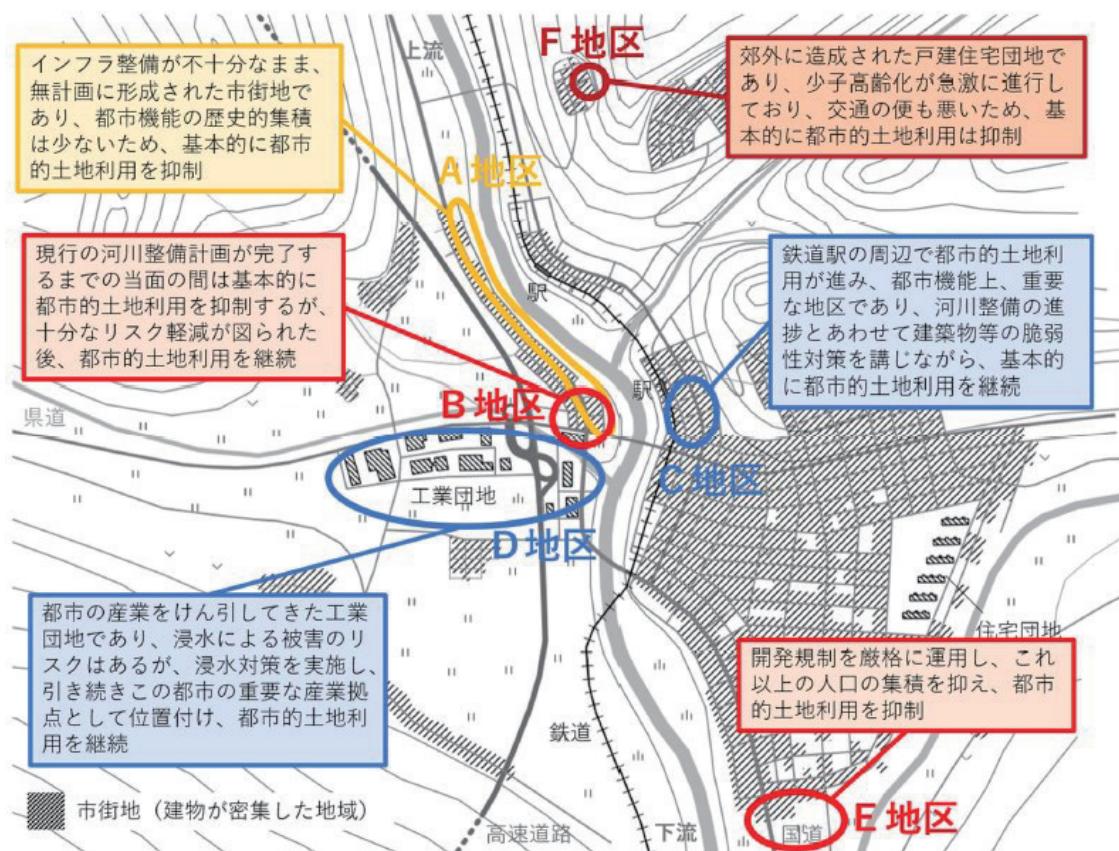 インフラ整備が不十分なまま、
無計画に形成された市街地で
あり、都市機能の歴史的集積
は少ないため、基本的に都市
的土地利用を抑制
上流
F地区
郊外に造成された戸建住宅団地で
あり、少子高齢化が急激に進行し
ており、交通の便も悪いため、基
本的に都市的土地利用は抑制
A地区
現行の河川整備計画が完了す
るまでの当面の間は基本的に
都市的土地利用を抑制するが、
十分なリスク軽減が図られた
後、都市的土地利用を継続
駅
鉄道駅の周辺で都市的土地利
用が進み、都市機能上、重要
な地区であり、河川整備の進
捗とあわせて建築物等の脆弱
性対策を講じながら、基本的
に都市的土地利用を継続
駅
B地区
県道
C地区
工業団地
D地区
都市の産業をけん引してきた工業
団地であり、浸水による被害のリ
スクはあるが、浸水対策を実施し、
引き続きこの都市の重要な産業拠
点として位置付け、都市的土地利
用を継続
住宅団地
開発規制を厳格に運用し、これ
以上の人口の集積を抑え、都市
的土地利用を抑制
鉄道
市街地（建物が密集した地域）
高速道路
下流
国道
E地区